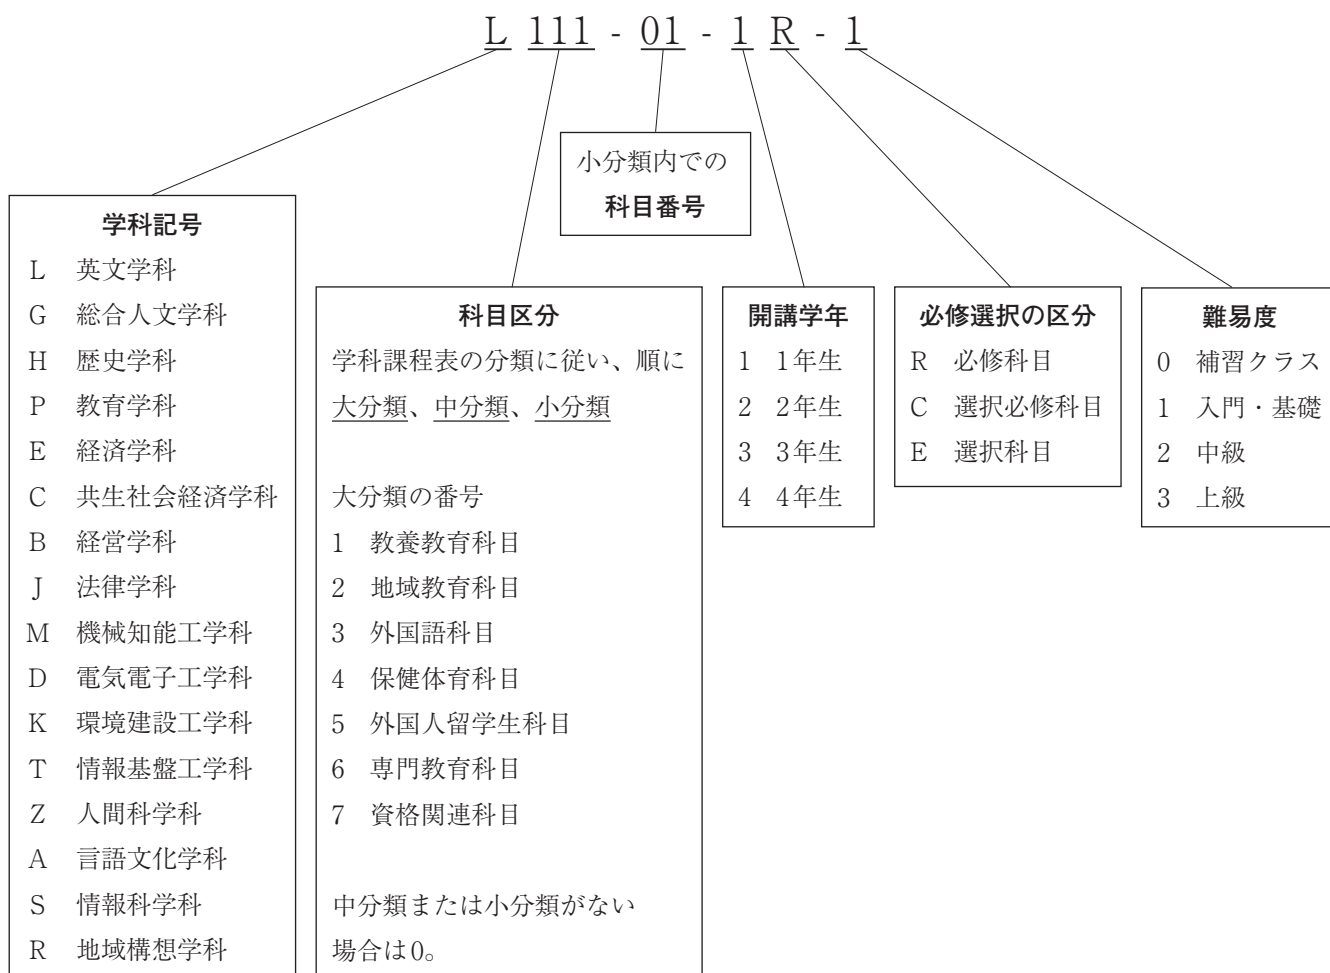 L 111 - 01 - 1 R - 1
小分類内での
科目番号
学科記号
L 英文学科
G 総合人文学科
H 歴史学科
P 教育学科
E 経済学科
C 共生社会経済学科
B 経営学科
J 法律学科
M 機械知能工学科
D 電気電子工学科
K 環境建設工学科
T 情報基盤工学科
Z 人間科学科
A 言語文化学科
S 情報科学科
R 地域構想学科
科目区分
学科課程表の分類に従い、順に
大分類、中分類、小分類
大分類の番号
1 教養教育科目
2 地域教育科目
3 外国語科目
4 保健体育科目
5 外国人留学生科目
6 専門教育科目
7 資格関連科目
中分類または小分類がない
場合は0。
開講学年
1 1年生
2 2年生
3 3年生
4 4年生
必修選択の区分
R 必修科目
C 選択必修科目
E 選択科目
難易度
0 補習クラス
1 入門・基礎
2 中級
3 上級